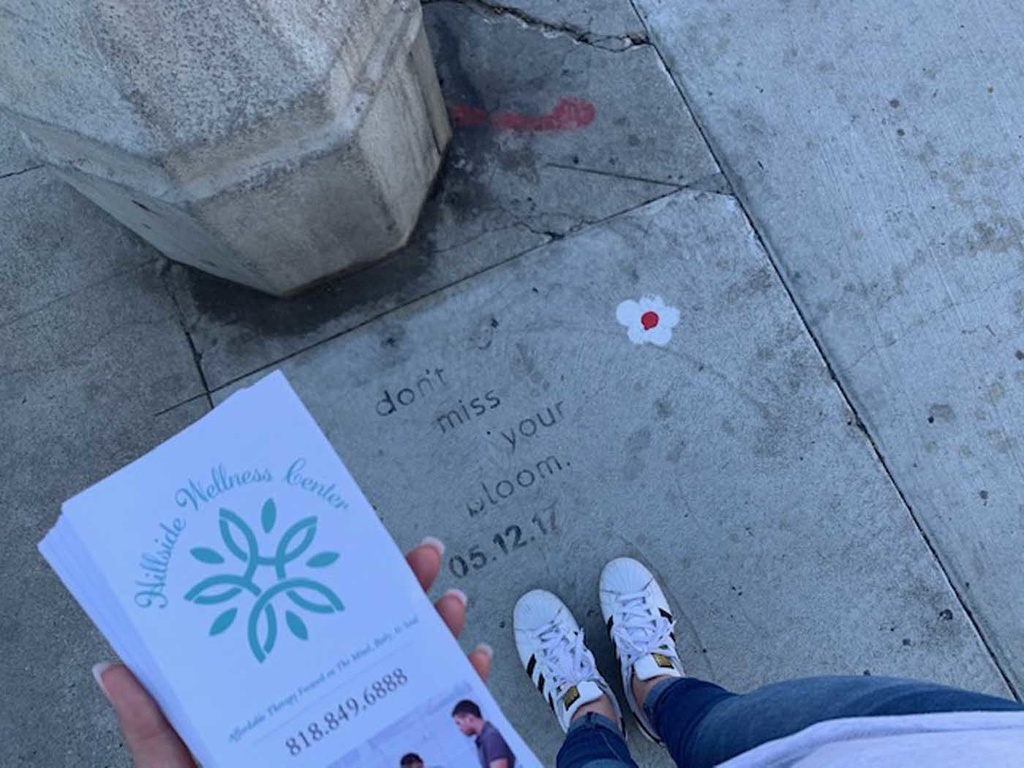 don't
miss
your
bloom.
05.12.17
Hillside Wellness Center
Affordable Therapy Focused on The Mind, Body, & Soul
818.849.6888